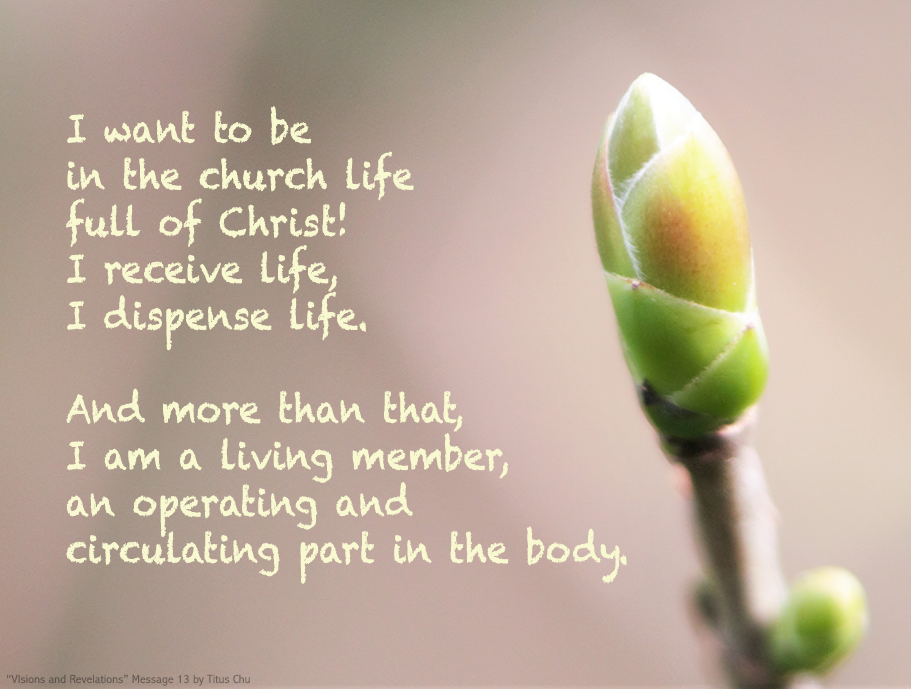 I want to be
in the church life
full of Christ!
I receive life,
I dispense life.
And more than that,
I am a living member,
an operating and
circulating part in the body.
"VIsions and Revelations" Message 13 by Titus Chu